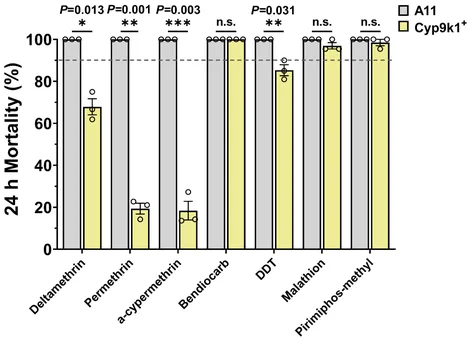 P=0.013 P=0.001 P=0.003 P=0.031
* ** *** n.s. ** n.s. n.s.
A11
Cyp9k1+
24 h Mortality (%)
100
80
60
40
20
0
Deltamethrin
Permethrin
a-cypermethrin
Bendiocarb
DDT
Malathion
Pirimiphos-methyl